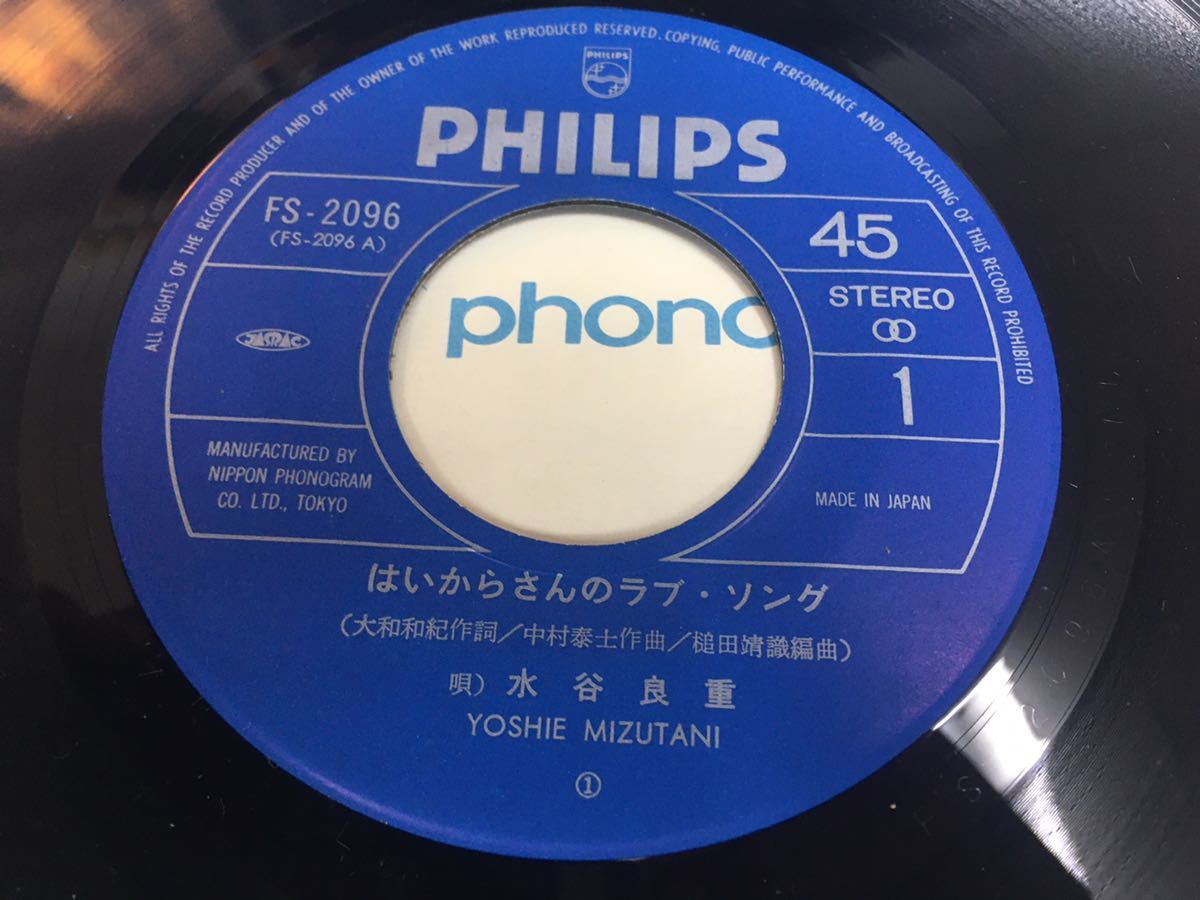 ALL RIGHTS OF THE RECORD PRODUCER AND OF THE OWNER OF THE WORK REPRODUCED RESERVED. COPYING, PUBLIC PERFORMANCE AND BROADCASTING OF THIS RECORD PROHIBITED
PHILIPS
PHILIPS
FS-2096
(FS-2096 A)
45
STEREO
1
JASRAC
phono
MANUFACTURED BY
NIPPON PHONOGRAM
CO. LTD., TOKYO
MADE IN JAPAN
はいからさんのラブ・ソング
(大和和紀作詞/中村泰士作曲/槌田靖識編曲)
唄) 水谷良重
YOSHIE MIZUTANI
①